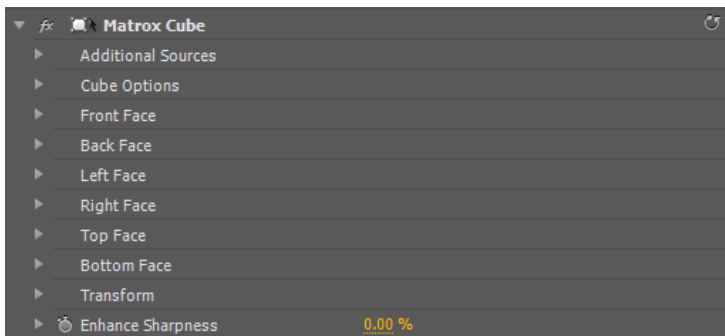 fx Matrox Cube
Additional Sources
Cube Options
Front Face
Back Face
Left Face
Right Face
Top Face
Bottom Face
Transform
Enhance Sharpness 0.00 %